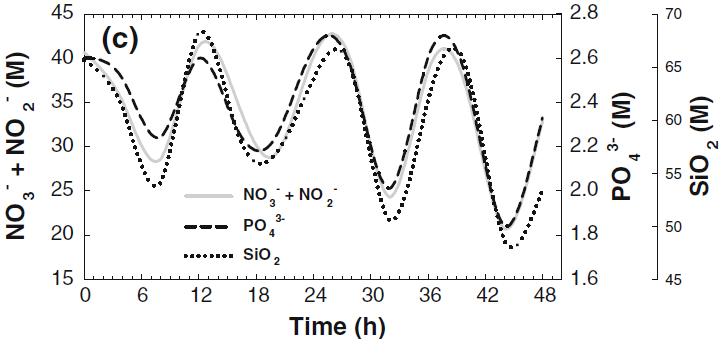 (c)
NO₃⁻ + NO₂⁻ (M)
45
40
35
30
25
20
15
2.8
2.6
2.4
2.2
2.0
1.8
1.6
PO₄³⁻ (M)
70
65
60
55
50
45
SiO₂ (M)
NO₃⁻ + NO₂⁻
PO₄³⁻
SiO₂
0 6 12 18 24 30 36 42 48
Time (h)